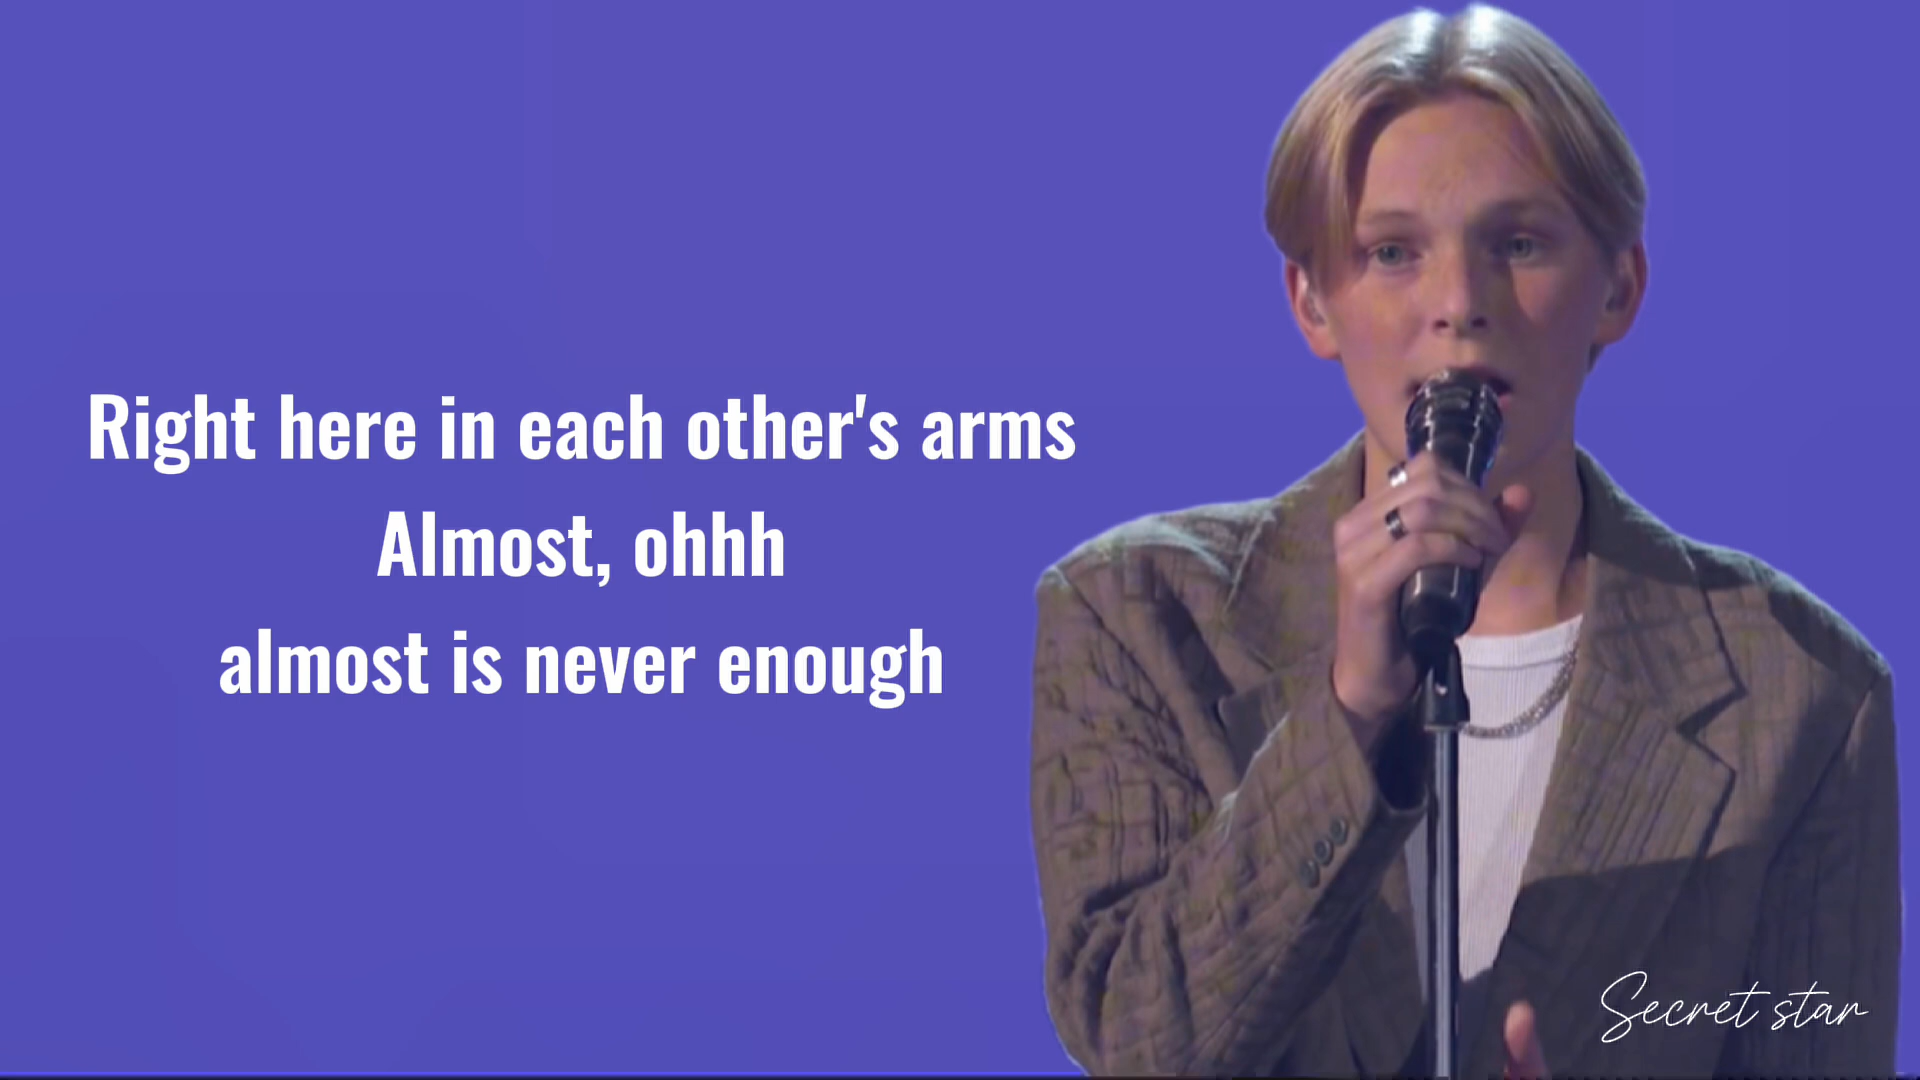 Right here in each other's arms
Almost, ohhh
almost is never enough
Secret star